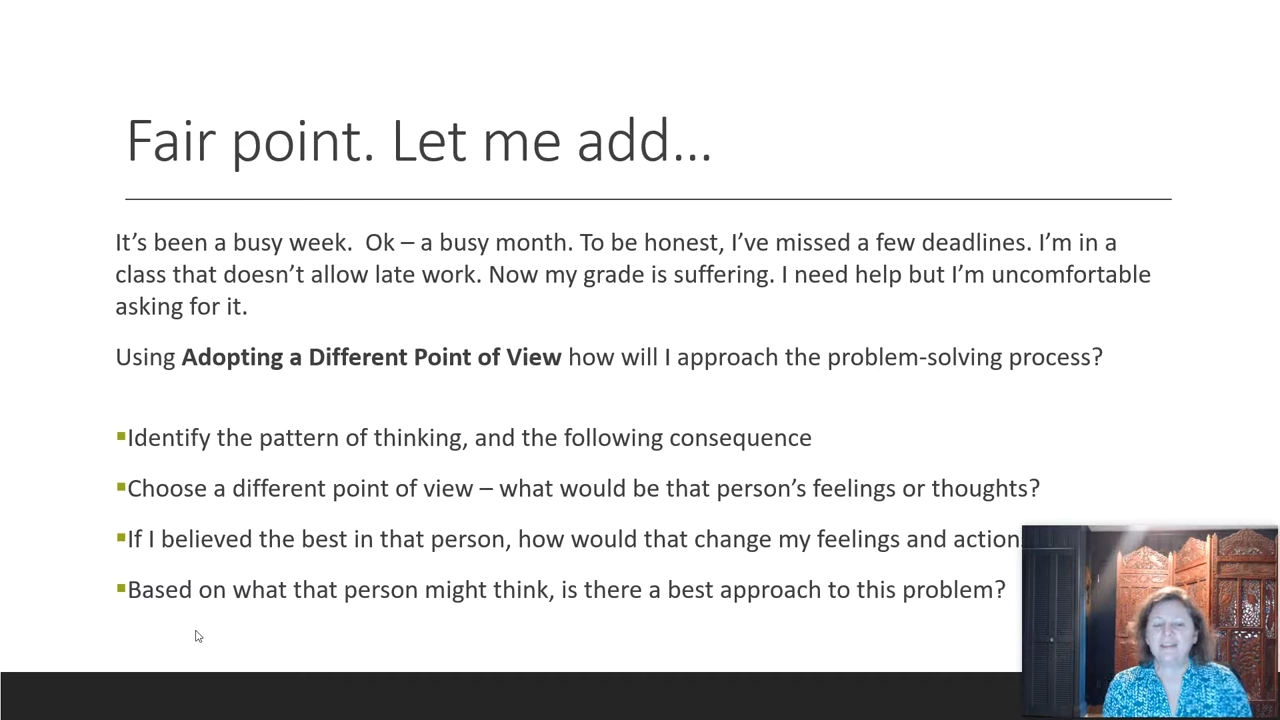 Fair point. Let me add...
It's been a busy week.  Ok – a busy month. To be honest, I've missed a few deadlines. I'm in a
class that doesn't allow late work. Now my grade is suffering. I need help but I'm uncomfortable
asking for it.
Using Adopting a Different Point of View how will I approach the problem-solving process?
▪Identify the pattern of thinking, and the following consequence
▪Choose a different point of view – what would be that person's feelings or thoughts?
▪If I believed the best in that person, how would that change my feelings and action
▪Based on what that person might think, is there a best approach to this problem?